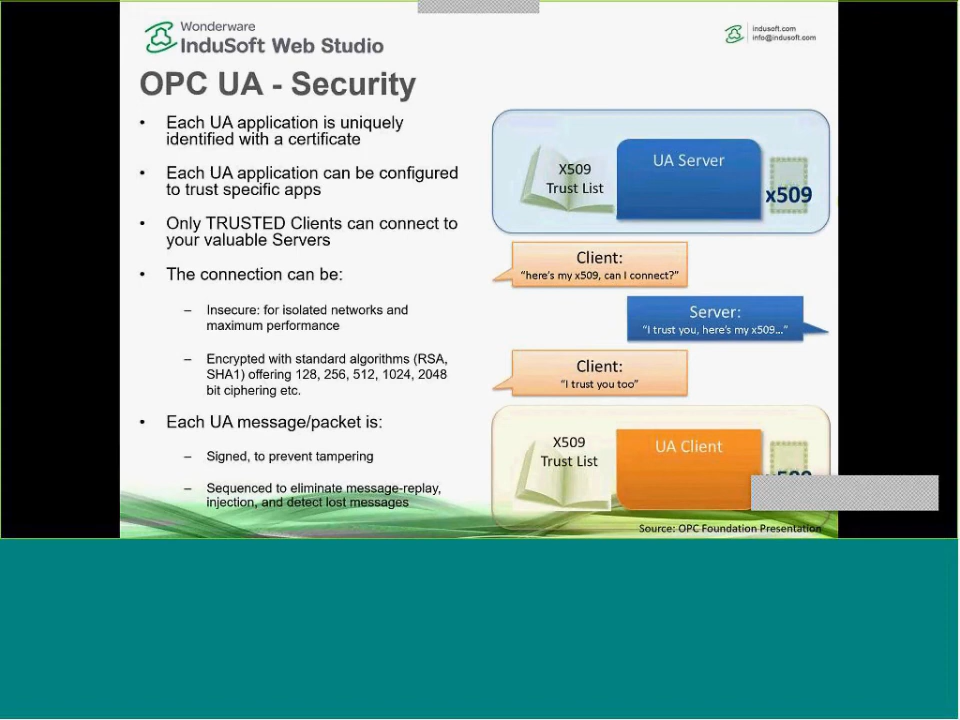 Wonderware
InduSoft Web Studio
indusoft.com
info@indusoft.com
OPC UA - Security
• Each UA application is uniquely
identified with a certificate
• Each UA application can be configured
to trust specific apps
• Only TRUSTED Clients can connect to
your valuable Servers
• The connection can be:
– Insecure: for isolated networks and
maximum performance
– Encrypted with standard algorithms (RSA,
SHA1) offering 128, 256, 512, 1024, 2048
bit ciphering etc.
• Each UA message/packet is:
– Signed, to prevent tampering
– Sequenced to eliminate message-replay,
injection, and detect lost messages
X509
Trust List
UA Server
x509
Client:
"here's my x509, can I connect?"
Server:
"I trust you, here's my x509..."
Client:
"I trust you too"
X509
Trust List
UA Client
Source: OPC Foundation Presentation